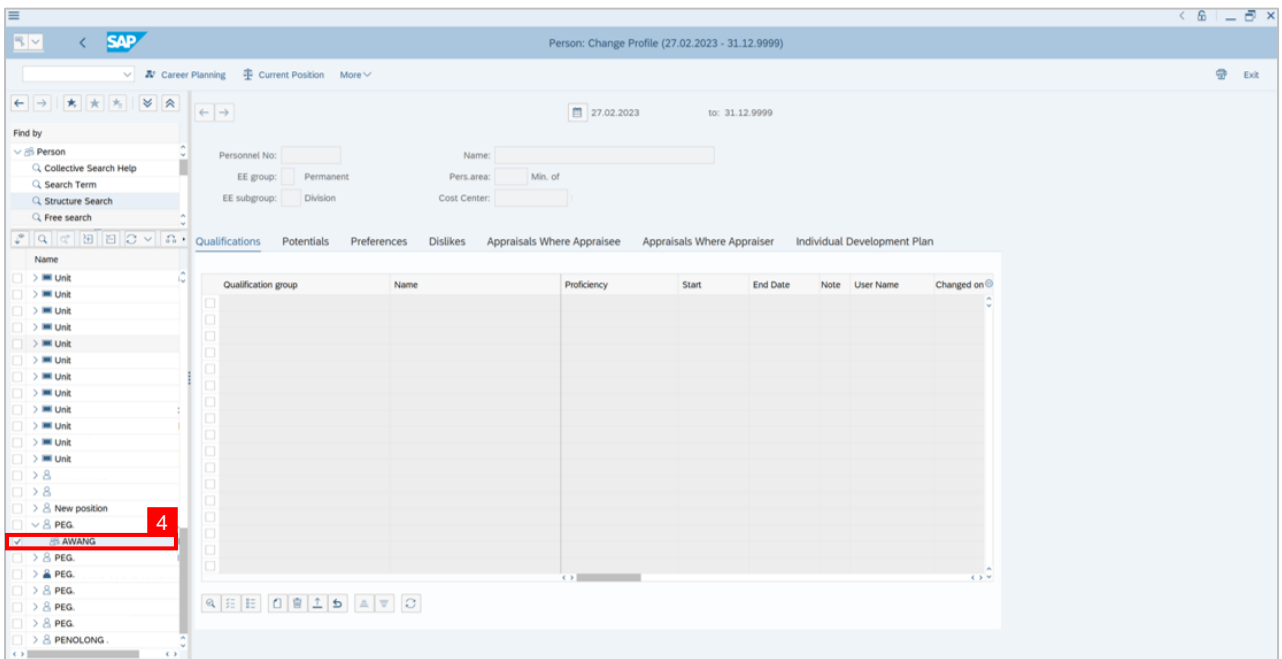 SAP
Person: Change Profile (27.02.2023 - 31.12.9999)
Career Planning
Current Position
More
Exit
27.02.2023
to: 31.12.9999
Find by
Person
Collective Search Help
Search Term
Structure Search
Free search
Personnel No:
Name:
EE group:
Permanent
Pers.area:
Min. of
EE subgroup:
Division
Cost Center:
Qualifications
Potentials
Preferences
Dislikes
Appraisals Where Appraisee
Appraisals Where Appraiser
Individual Development Plan
Qualification group
Name
Proficiency
Start
End Date
Note
User Name
Changed on
Name
Unit
Unit
Unit
Unit
Unit
Unit
Unit
Unit
Unit
Unit
Unit
Unit
New position
PEG.
4
AWANG
PEG.
PEG.
PEG.
PEG.
PEG.
PENOLONG .